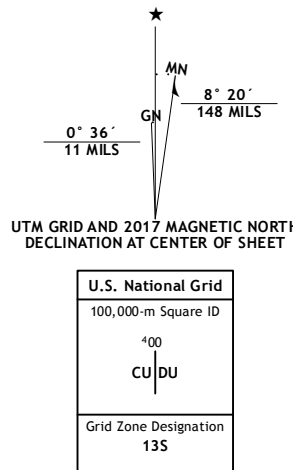 ★
MN
GN
8° 20´
148 MILS
0° 36´
11 MILS
UTM GRID AND 2017 MAGNETIC NORTH
DECLINATION AT CENTER OF SHEET
U.S. National Grid
100,000-m Square ID
⁴00
CU DU
Grid Zone Designation
13S